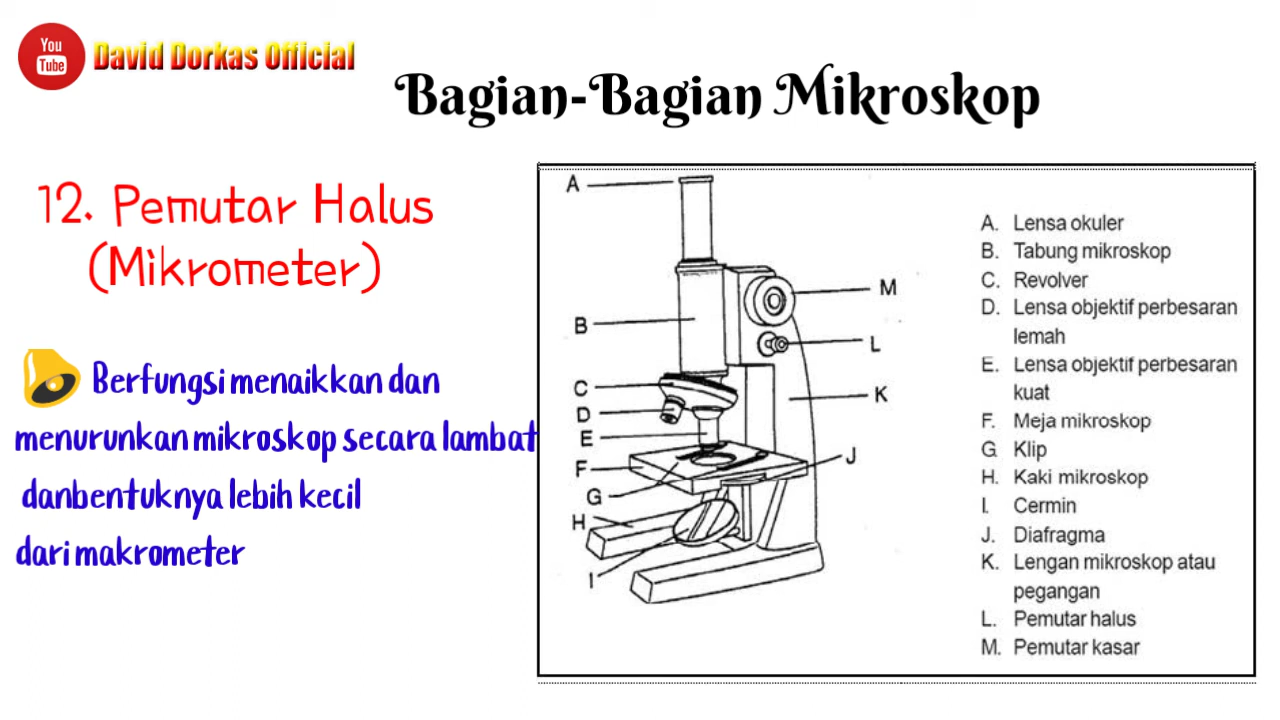 You
Tube
David Dorkas Official
Bagian-Bagian Mikroskop
12. Pemutar Halus
(Mikrometer)
Berfungsi menaikkan dan
menurunkan mikroskop secara lambat
danbentuknya lebih kecil
dari makrometer
A
B
C
D
E
F
G
H
I
M
L
K
J
A. Lensa okuler
B. Tabung mikroskop
C. Revolver
D. Lensa objektif perbesaran
lemah
E. Lensa objektif perbesaran
kuat
F. Meja mikroskop
G Klip
H. Kaki mikroskop
I. Cermin
J. Diafragma
K. Lengan mikroskop atau
pegangan
L. Pemutar halus
M. Pemutar kasar